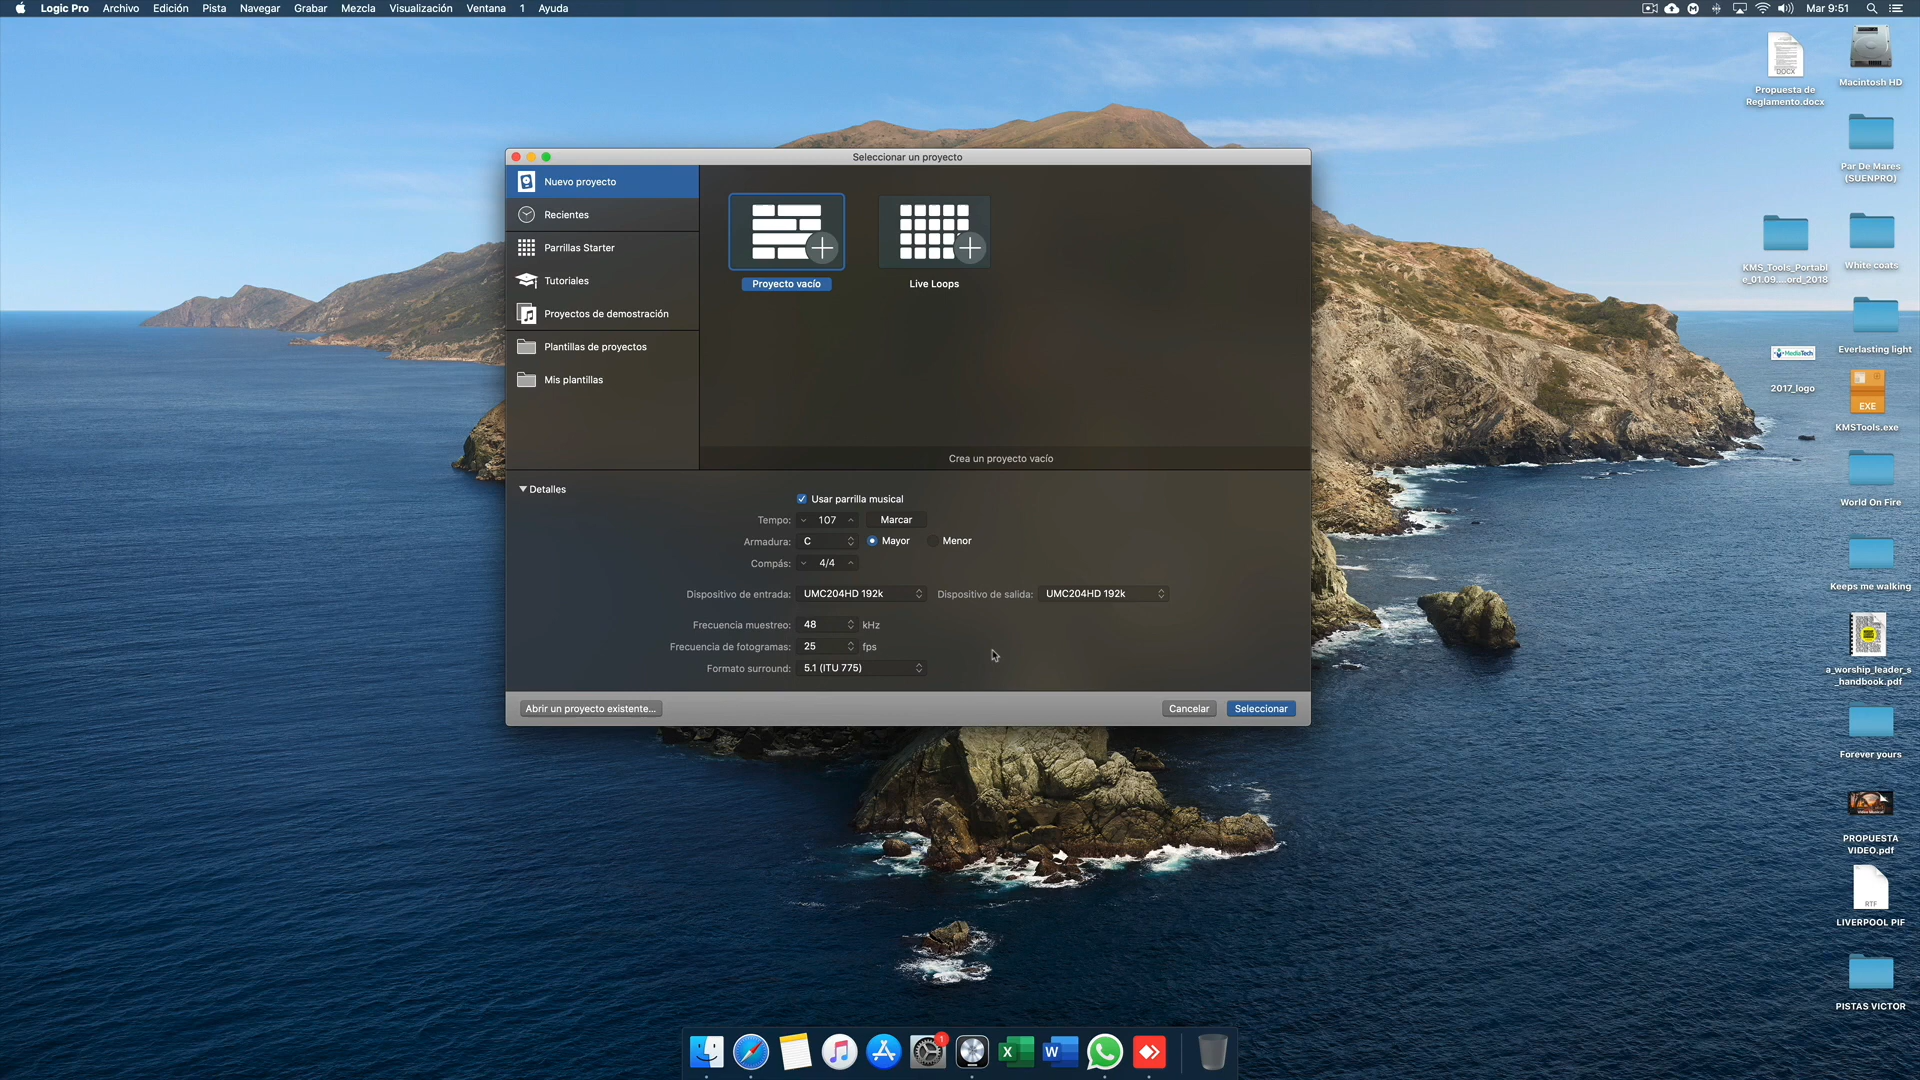 Logic Pro Archivo Edición Pista Navegar Grabar Mezcla Visualización Ventana 1 Ayuda
Mar 9:51
Seleccionar un proyecto
Nuevo proyecto
Recientes
Parrillas Starter
Tutoriales
Proyectos de demostración
Plantillas de proyectos
Mis plantillas
Proyecto vacío
Live Loops
Crea un proyecto vacío
Detalles
Usar parrilla musical
Tempo: 107 Marcar
Armadura: C Mayor Menor
Compás: 4/4
Dispositivo de entrada: UMC204HD 192k Dispositivo de salida: UMC204HD 192k
Frecuencia muestreo: 48 kHz
Frecuencia de fotogramas: 25 fps
Formato surround: 5.1 (ITU 775)
Abrir un proyecto existente...
Cancelar
Seleccionar
DOCX
Propuesta de
Reglamento.docx
Macintosh HD
Par De Mares
(SUENPRO)
KMS_Tools_Portabl
e_01.09....ord_2018
White coats
Everlasting light
MediaTech
2017_logo
EXE
KMSTools.exe
World On Fire
Keeps me walking
a_worship_leader_s
_handbook.pdf
Forever yours
PROPUESTA
VIDEO.pdf
RTF
LIVERPOOL PIF
PISTAS VICTOR
1
X
W